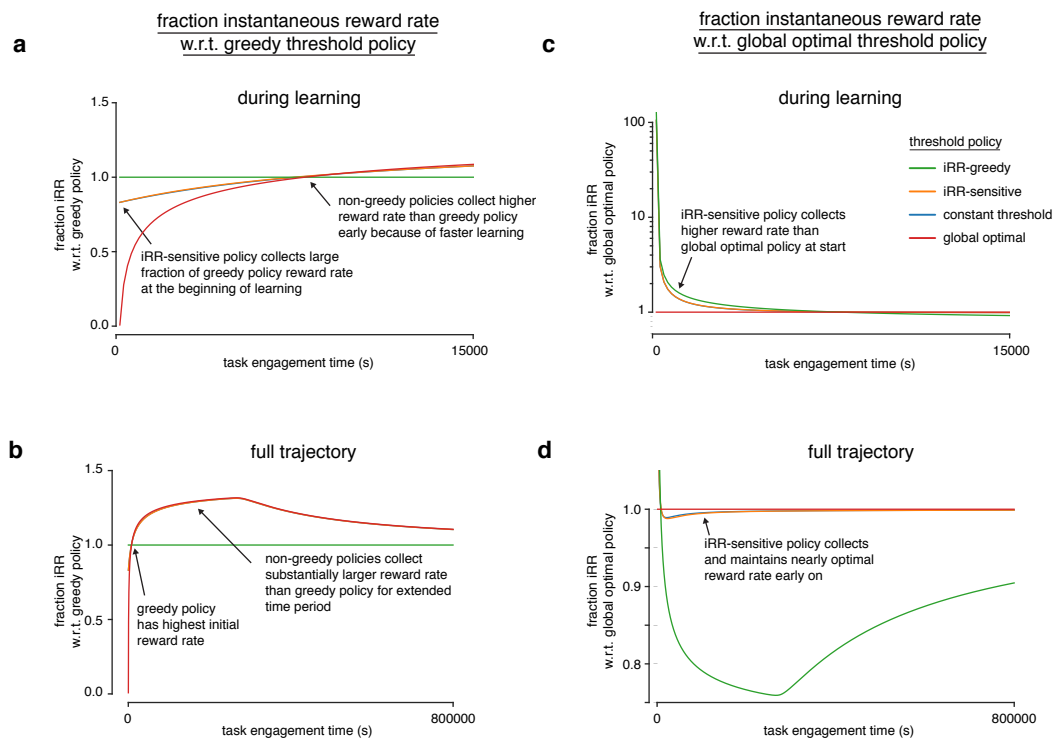 fraction instantaneous reward rate
w.r.t. greedy threshold policy
a
during learning
1.5
1.0
0.5
0.0
fraction iRR
w.r.t. greedy policy
non-greedy policies collect higher
reward rate than greedy policy
early because of faster learning
iRR-sensitive policy collects large
fraction of greedy policy reward rate
at the beginning of learning
0
15000
task engagement time (s)
b
full trajectory
1.5
1.0
0.5
0.0
fraction iRR
w.r.t. greedy policy
non-greedy policies collect
substantially larger reward rate
than greedy policy for extended
time period
greedy policy
has highest initial
reward rate
0
800000
task engagement time (s)
fraction instantaneous reward rate
w.r.t. global optimal threshold policy
c
during learning
100
10
1
fraction iRR
w.r.t. global optimal policy
threshold policy
iRR-greedy
iRR-sensitive
constant threshold
global optimal
iRR-sensitive policy collects
higher reward rate than
global optimal policy at start
0
15000
task engagement time (s)
d
full trajectory
1.0
0.9
0.8
fraction iRR
w.r.t. global optimal policy
iRR-sensitive policy collects
and maintains nearly optimal
reward rate early on
0
800000
task engagement time (s)